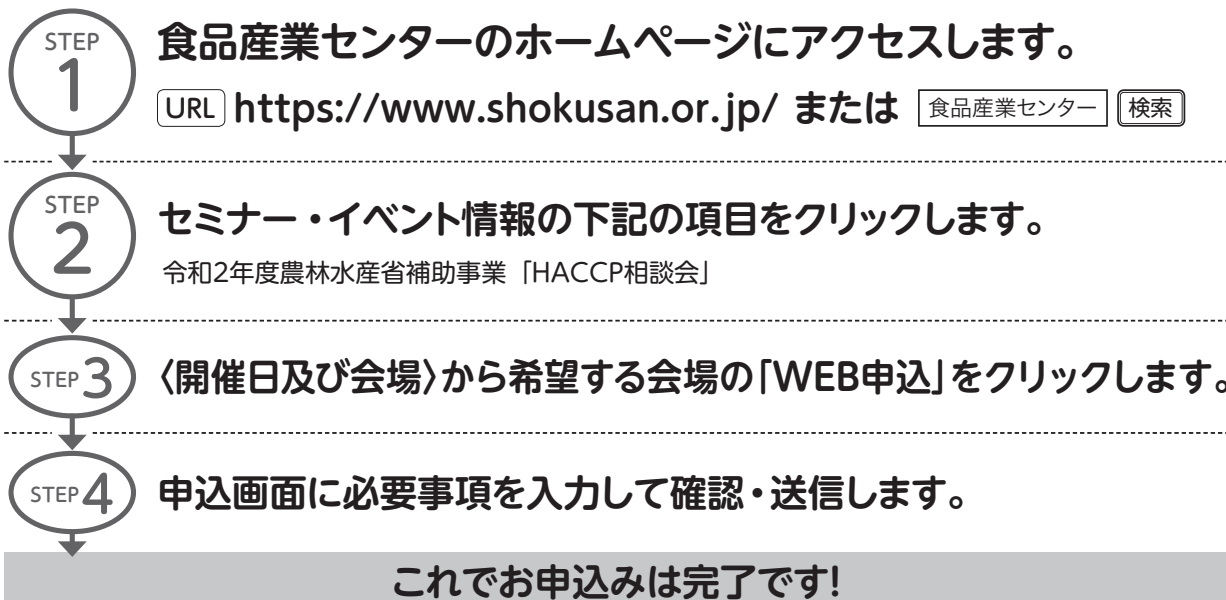 STEP
1
食品産業センターのホームページにアクセスします。
URL https://www.shokusan.or.jp/ または 食品産業センター 検索
STEP
2
セミナー・イベント情報の下記の項目をクリックします。
令和2年度農林水産省補助事業「HACCP相談会」
STEP 3 〈開催日及び会場〉から希望する会場の「WEB申込」をクリックします。
STEP 4 申込画面に必要事項を入力して確認・送信します。
これでお申込みは完了です!